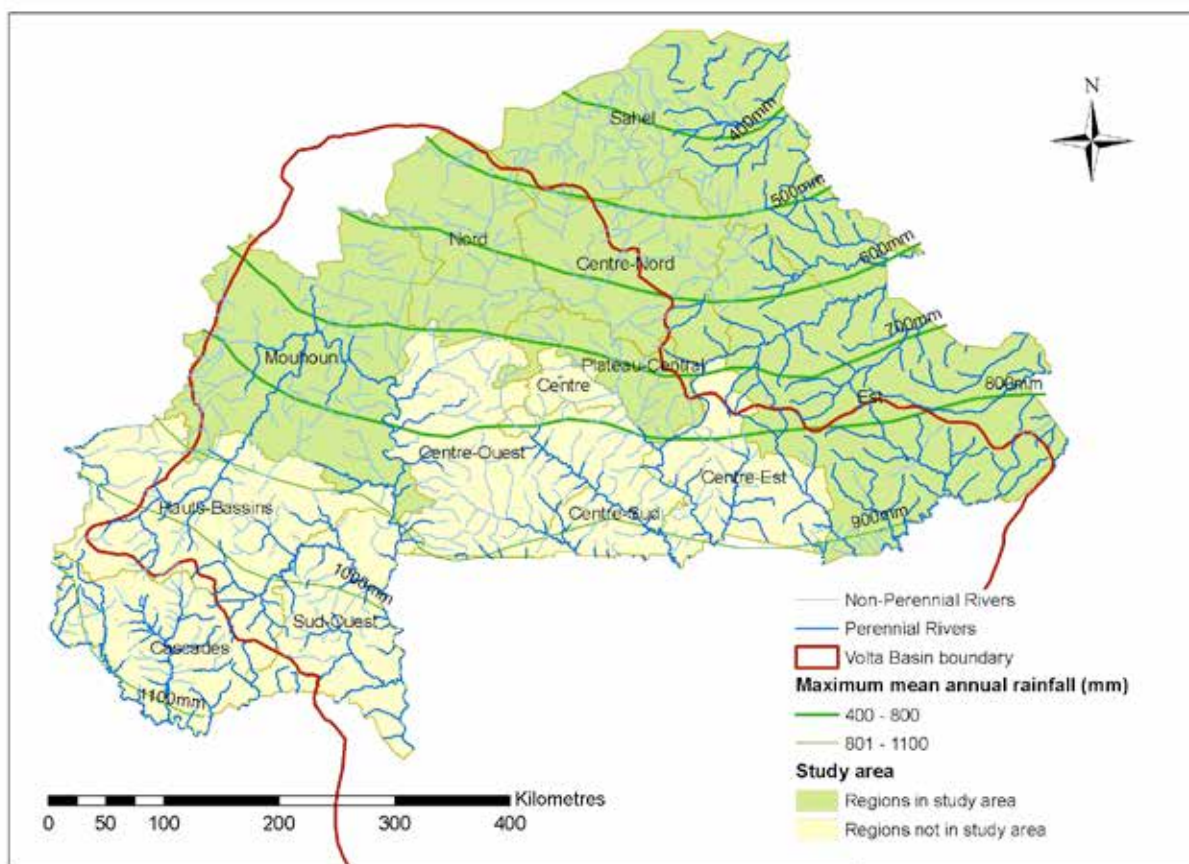 N
Sahel
400mm
500mm
Nord
600mm
Centre-Nord
700mm
Mouhoun
Plateau-Central
Centre
800mm
Est
Centre-Ouest
Centre-Est
Hauts-Bassins
Centre-Sud
900mm
1000mm
Sud-Ouest
Cascades
1100mm
Non-Perennial Rivers
Perennial Rivers
Volta Basin boundary
Maximum mean annual rainfall (mm)
400 - 800
801 - 1100
Study area
Regions in study area
Regions not in study area
Kilometres
0 50 100 200 300 400